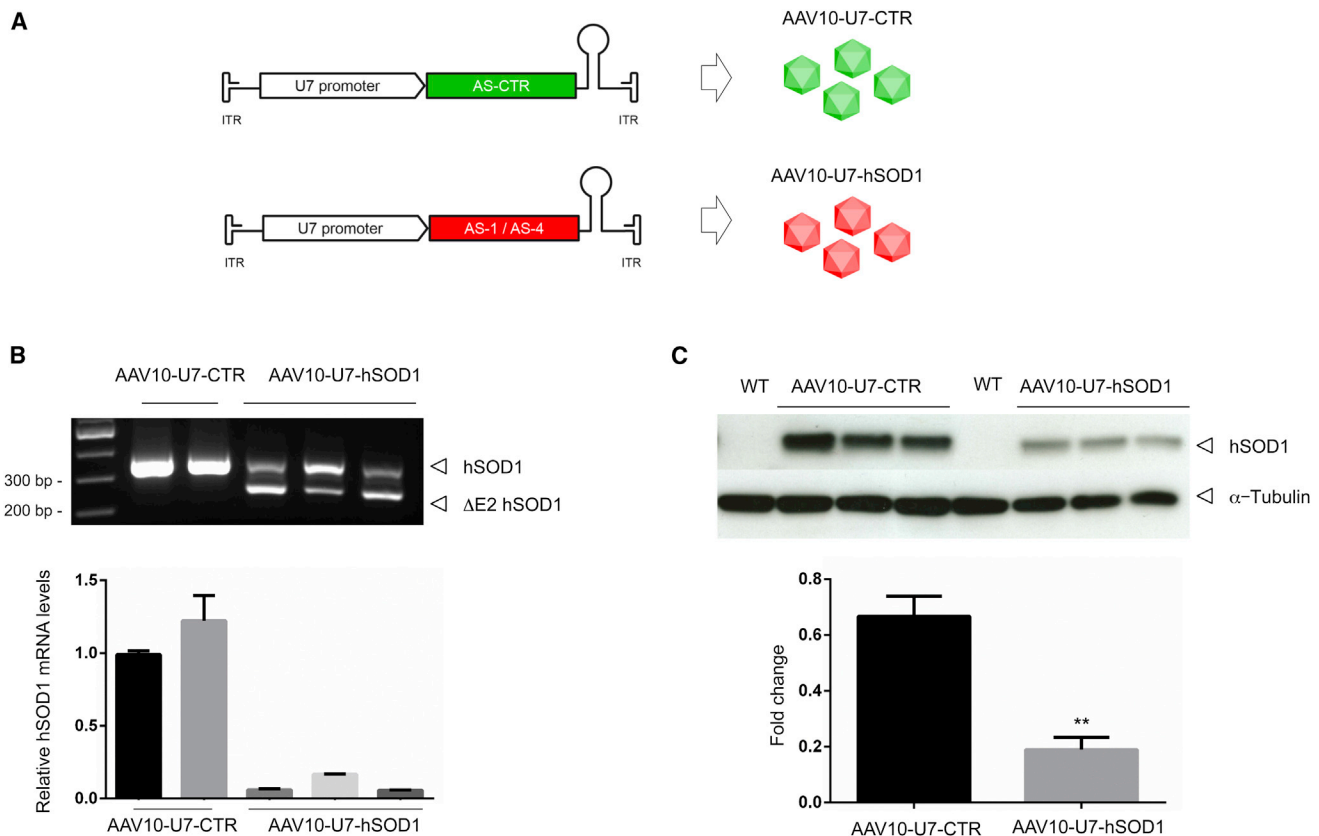 A
AAV10-U7-CTR
U7 promoter
AS-CTR
ITR
ITR
AAV10-U7-hSOD1
U7 promoter
AS-1 / AS-4
ITR
ITR
B
AAV10-U7-CTR
AAV10-U7-hSOD1
hSOD1
300 bp -
ΔE2 hSOD1
200 bp -
Relative hSOD1 mRNA levels
1.5
1.0
0.5
0.0
AAV10-U7-CTR
AAV10-U7-hSOD1
C
WT
AAV10-U7-CTR
WT
AAV10-U7-hSOD1
hSOD1
α-Tubulin
Fold change
0.8
0.6
0.4
0.2
0.0
**
AAV10-U7-CTR
AAV10-U7-hSOD1